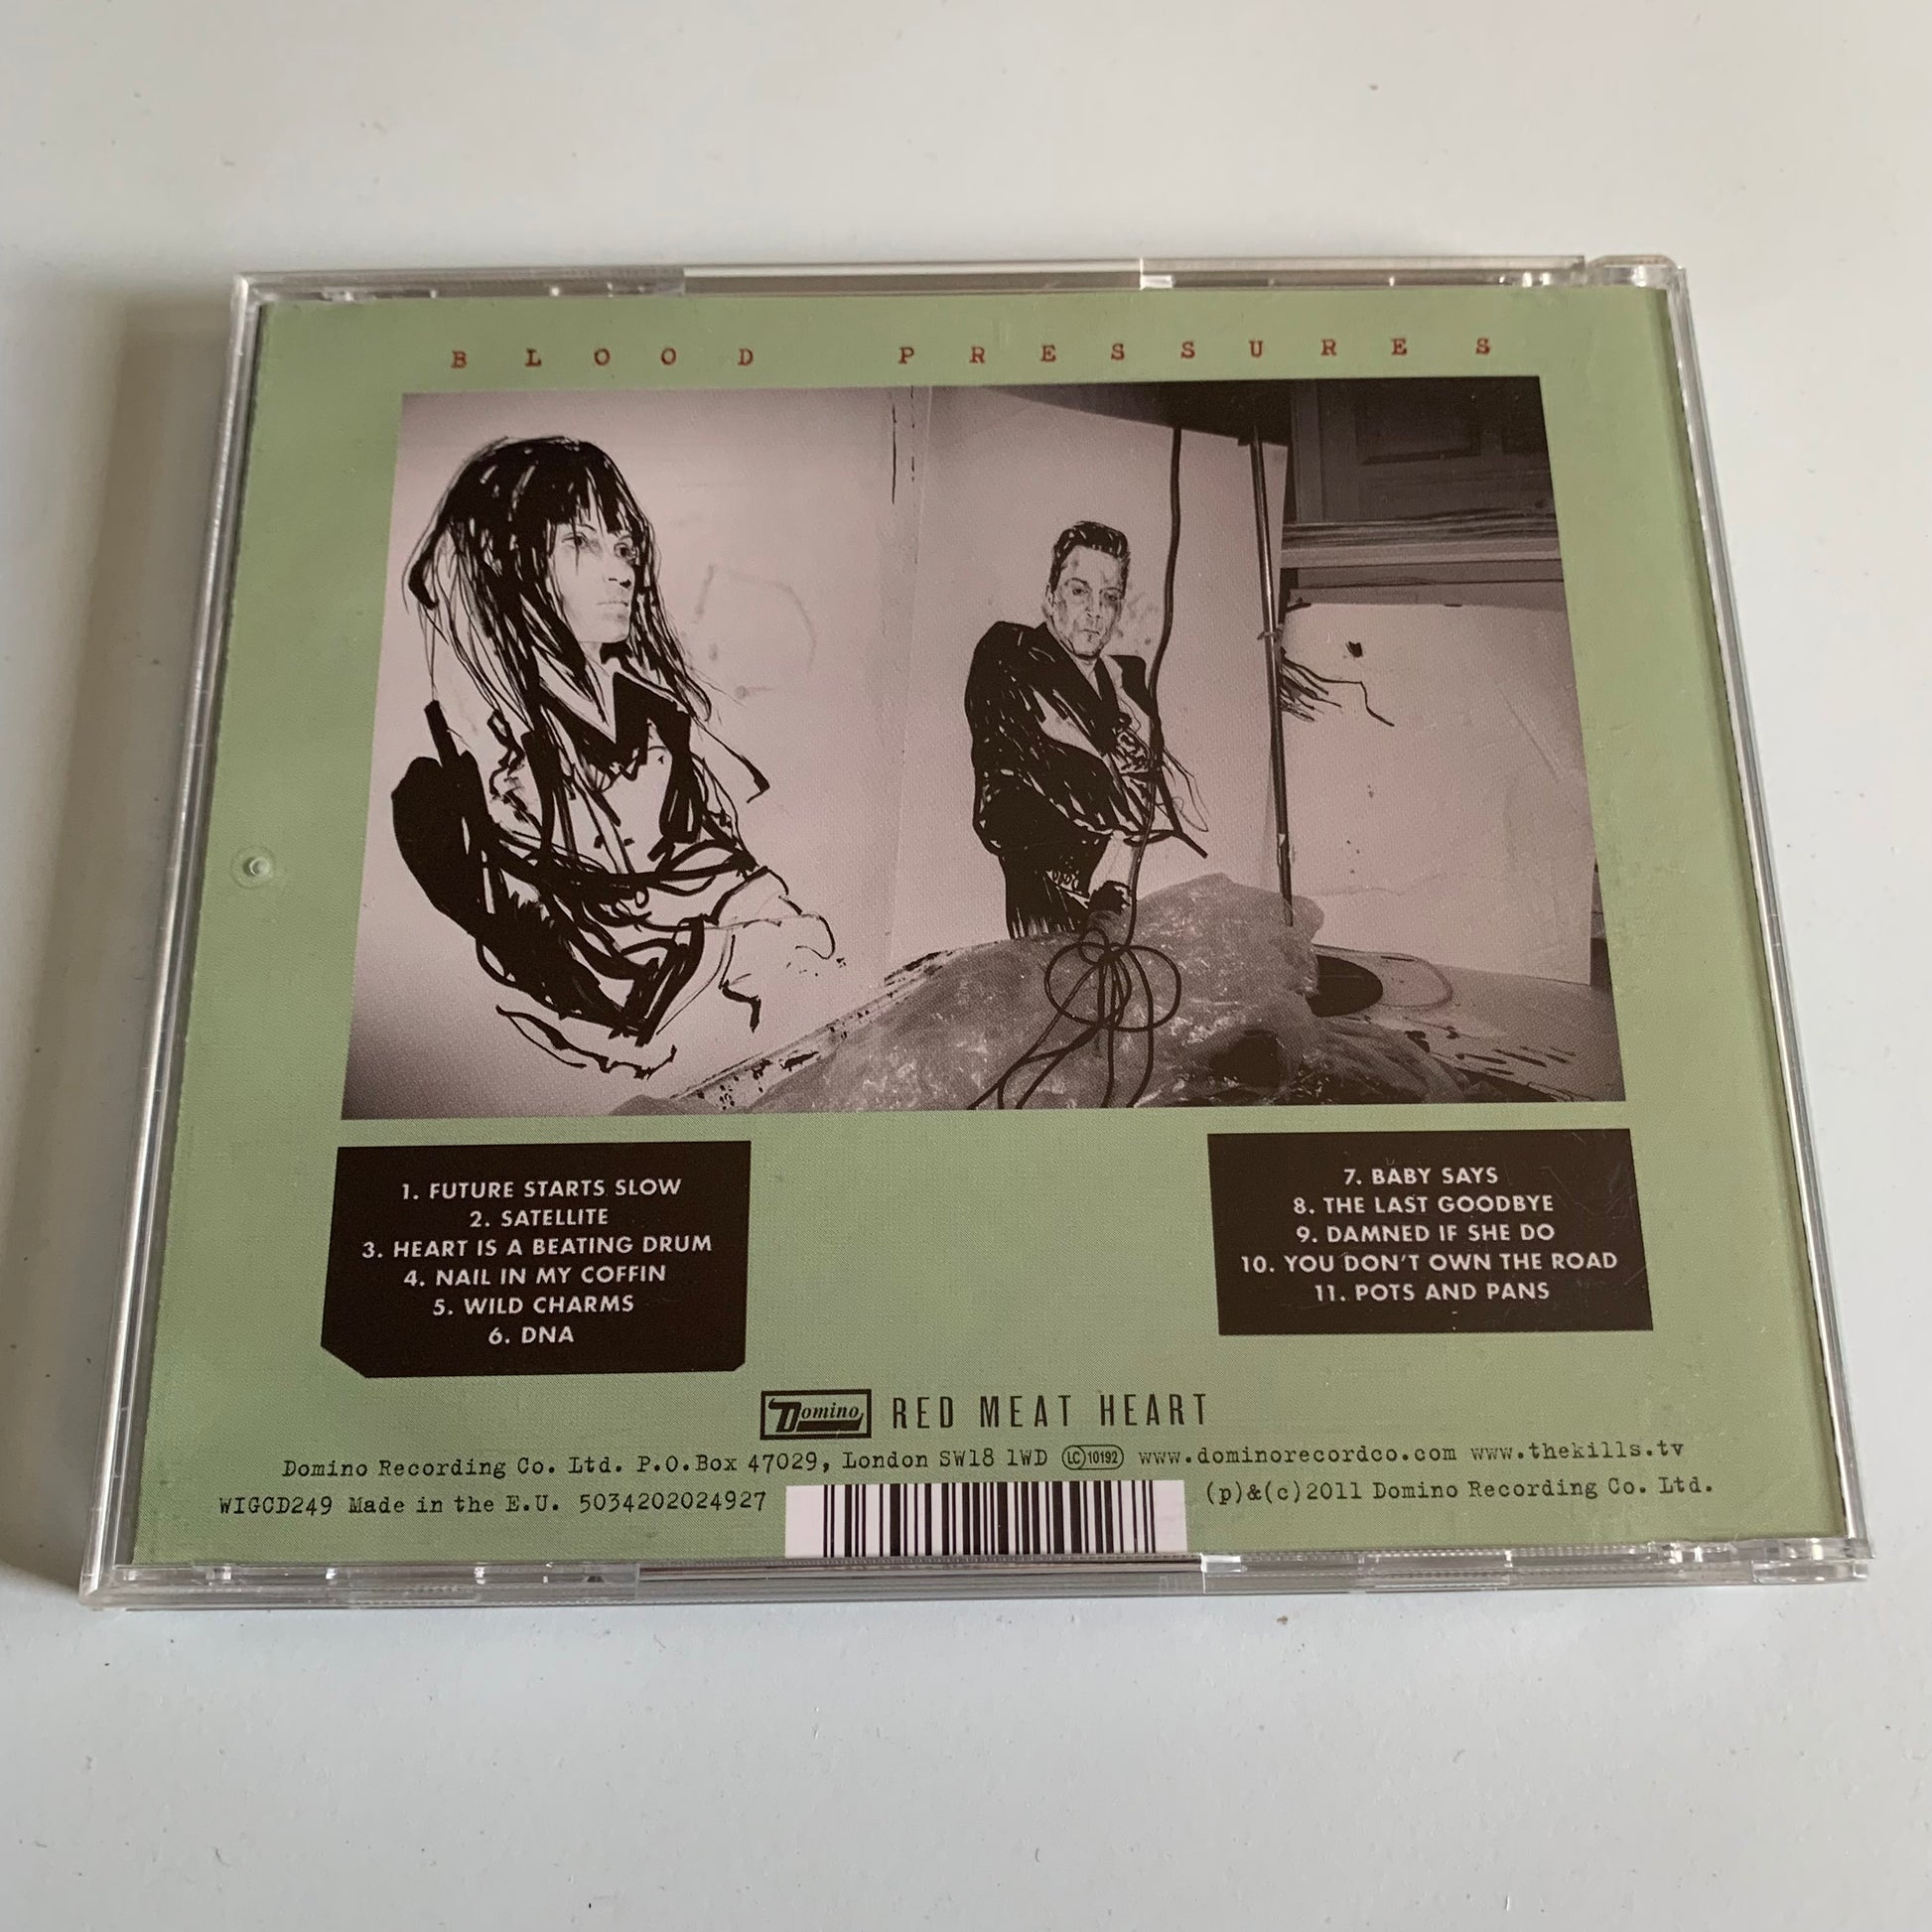 BLOOD PRESSURES
1. FUTURE STARTS SLOW
2. SATELLITE
3. HEART IS A BEATING DRUM
4. NAIL IN MY COFFIN
5. WILD CHARMS
6. DNA
7. BABY SAYS
8. THE LAST GOODBYE
9. DAMNED IF SHE DO
10. YOU DON'T OWN THE ROAD
11. POTS AND PANS
Domino RED MEAT HEART
Domino Recording Co. Ltd. P.O.Box 47029, London SW18 1WD LC 10192 www.dominorecordco.com www.thekills.tv
WIGCD249 Made in the E.U. 5034202024927
(p)&(c)2011 Domino Recording Co. Ltd.